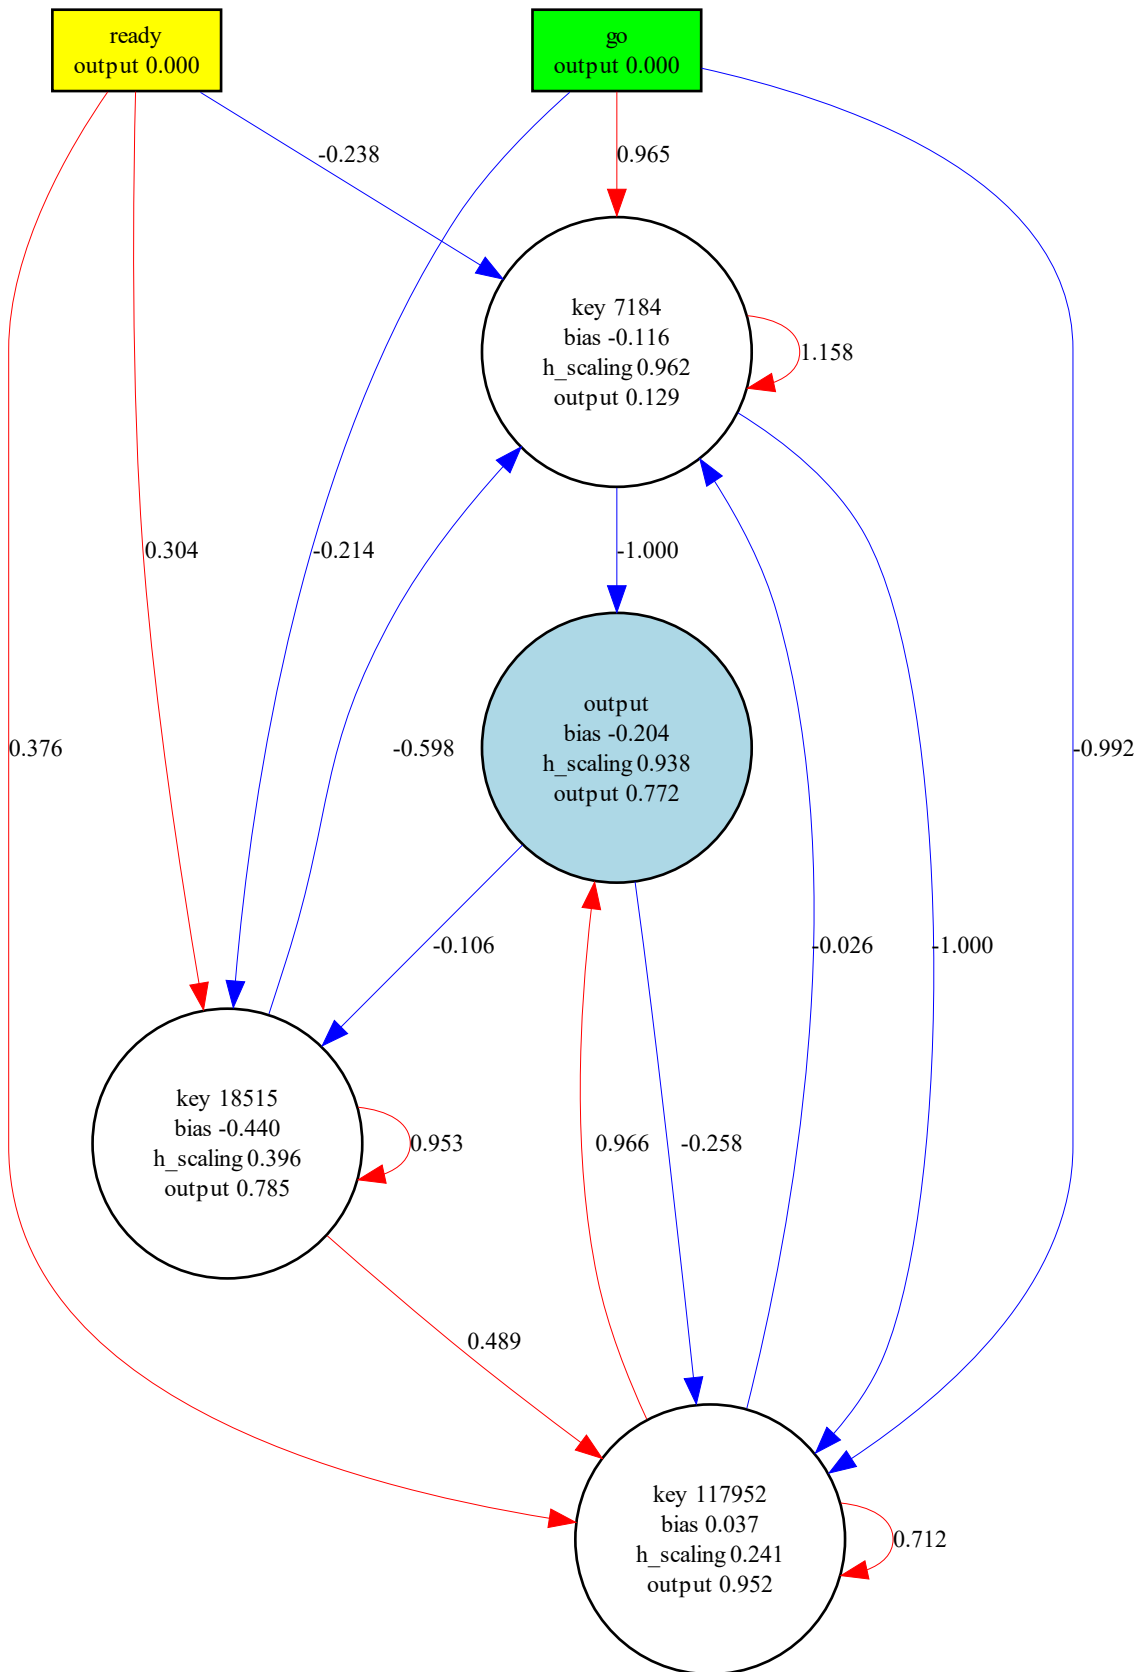 ready
output 0.000
go
output 0.000
-0.238
0.965
key 7184
bias -0.116
h_scaling 0.962
output 0.129
1.158
0.304
-0.214
-1.000
output
bias -0.204
h_scaling 0.938
output 0.772
0.376
-0.598
-0.992
-0.106
-0.026
-1.000
key 18515
bias -0.440
h_scaling 0.396
output 0.785
0.953
0.966
-0.258
0.489
key 117952
bias 0.037
h_scaling 0.241
output 0.952
0.712